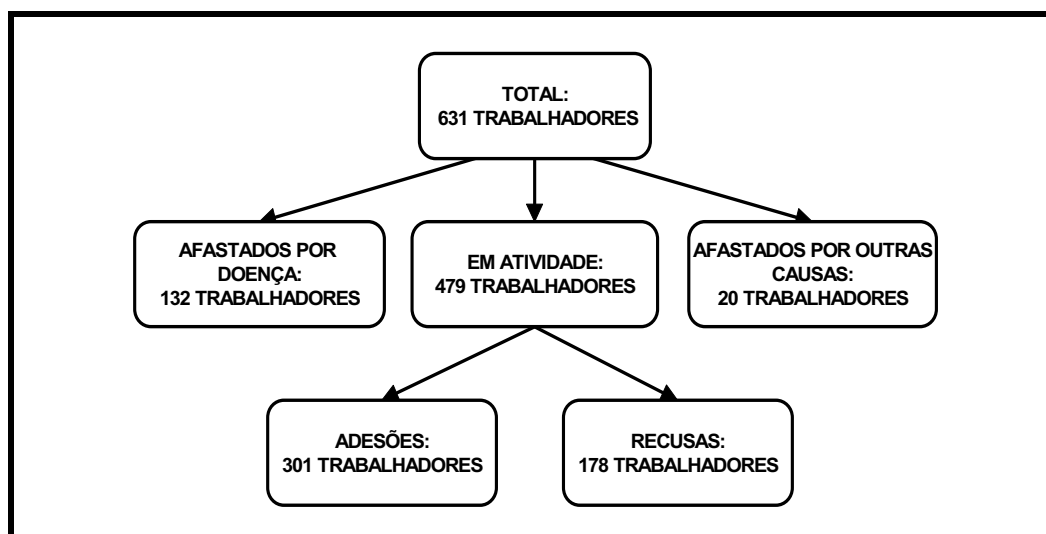 TOTAL:
631 TRABALHADORES
AFASTADOS POR
DOENÇA:
132 TRABALHADORES
EM ATIVIDADE:
479 TRABALHADORES
AFASTADOS POR OUTRAS
CAUSAS:
20 TRABALHADORES
ADESÕES:
301 TRABALHADORES
RECUSAS:
178 TRABALHADORES